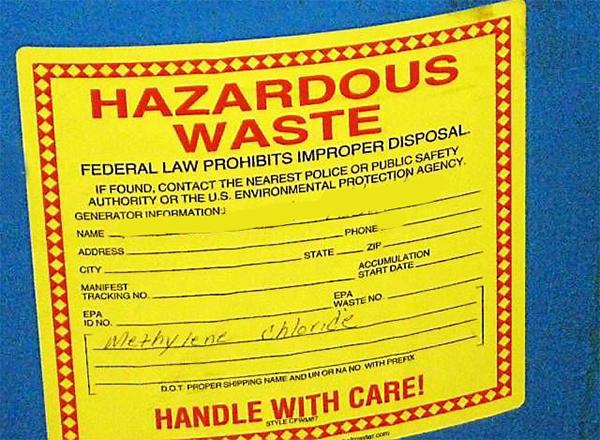 HAZARDOUS
WASTE
FEDERAL LAW PROHIBITS IMPROPER DISPOSAL.
IF FOUND, CONTACT THE NEAREST POLICE OR PUBLIC SAFETY
AUTHORITY OR THE U.S. ENVIRONMENTAL PROTECTION AGENCY.
GENERATOR INFORMATION:
NAME
PHONE
ADDRESS
STATE ZIP
CITY
ACCUMULATION
START DATE
MANIFEST
TRACKING NO.
EPA
WASTE NO.
EPA
ID NO.
Methylene Chloride
D.O.T. PROPER SHIPPING NAME AND UN OR NA NO. WITH PREFIX
HANDLE WITH CARE!